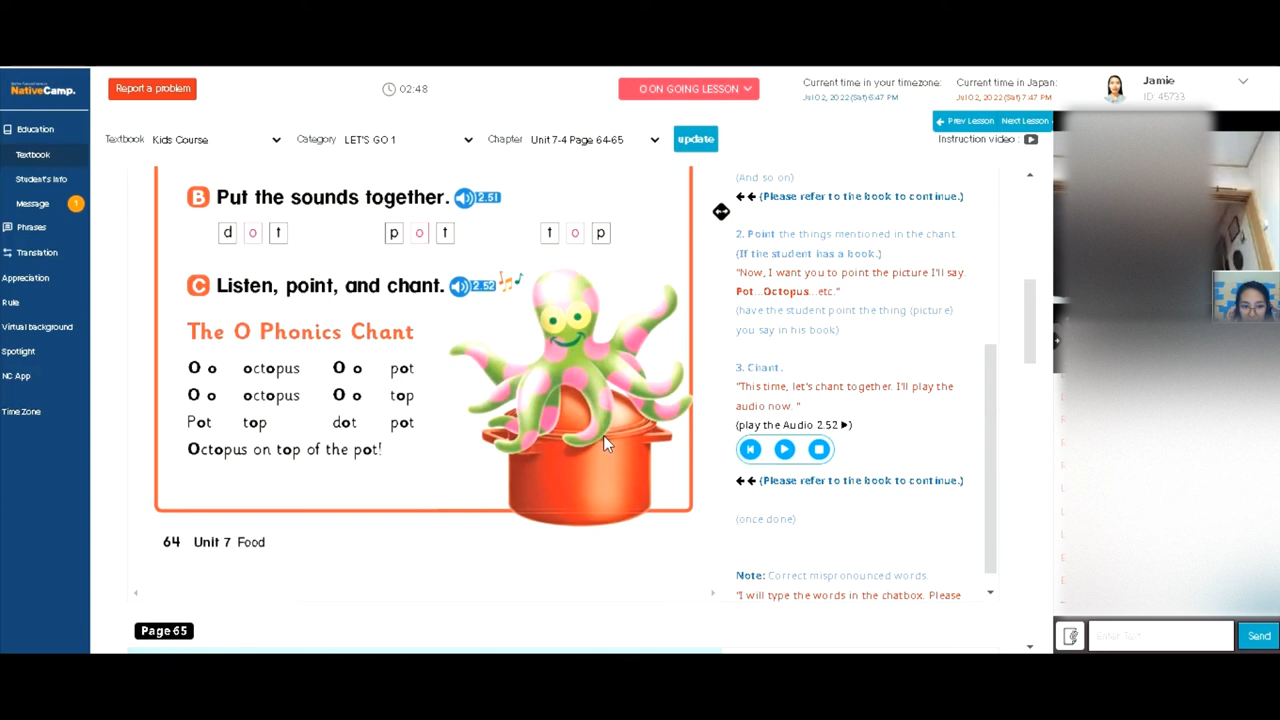 NativeCamp.
Report a problem
02:48
O ON GOING LESSON
Current time in your timezone:
Jul 02, 2022 (Sat) 6:47 PM
Current time in Japan:
Jul 02, 2022 (Sat) 7:47 PM
Jamie
ID: 45733
Prev Lesson
Next Lesson
Education
Textbook
Student's Info
Message 1
Phrases
Translation
Appreciation
Rule
Virtual background
Spotlight
NC App
Time Zone
Textbook Kids Course
Category LET'S GO 1
Chapter Unit 7-4 Page 64-65
update
Instruction video :
B Put the sounds together. 2.51
d o t p o t t o p
C Listen, point, and chant. 2.52
The O Phonics Chant
O o octopus O o pot
O o octopus O o top
Pot top dot pot
Octopus on top of the pot!
64 Unit 7 Food
Page 65
(And so on)
(Please refer to the book to continue.)
2. Point the things mentioned in the chant.
(If the student has a book.)
"Now, I want you to point the picture I'll say.
Pot...Octopus...etc."
(have the student point the thing (picture)
you say in his book)
3. Chant.
"This time, let's chant together. I'll play the
audio now. "
(play the Audio 2.52 ►)
(Please refer to the book to continue.)
(once done)
Note: Correct mispronounced words.
"I will type the words in the chatbox. Please
Enter Text
Send